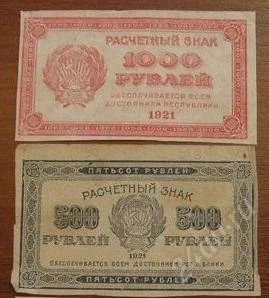 РАСЧЕТНЫЙ ЗНАК
1000
РУБЛЕЙ
ОБЕСПЕЧИВАЕТСЯ ВСЕМ
ДОСТОЯНИЕМ РЕСПУБЛИКИ
1921
ПЯТЬСОТ РУБЛЕЙ
РАСЧЕТНЫЙ ЗНАК
500 500
РУБЛЕЙ РУБЛЕЙ
1921
ОБЕСПЕЧИВАЕТСЯ ВСЕМ ДОСТОЯНИЕМ РЕСПУБЛИКИ
ПЯТЬСОТ РУБЛЕЙ